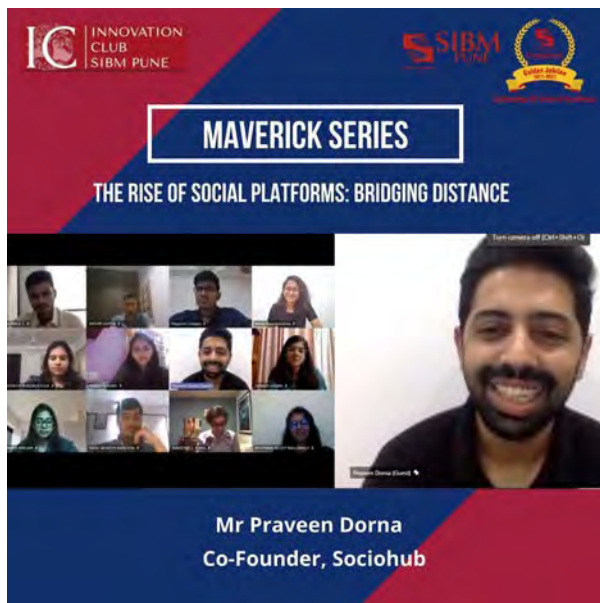 IC
INNOVATION
CLUB
SIBM PUNE
SIBM
PUNE
Golden Jubilee
MAVERICK SERIES
THE RISE OF SOCIAL PLATFORMS: BRIDGING DISTANCE
Turn camera off (Ctrl+Shift+O)
Praveen Dorna (Guest)
Mr Praveen Dorna
Co-Founder, Sociohub